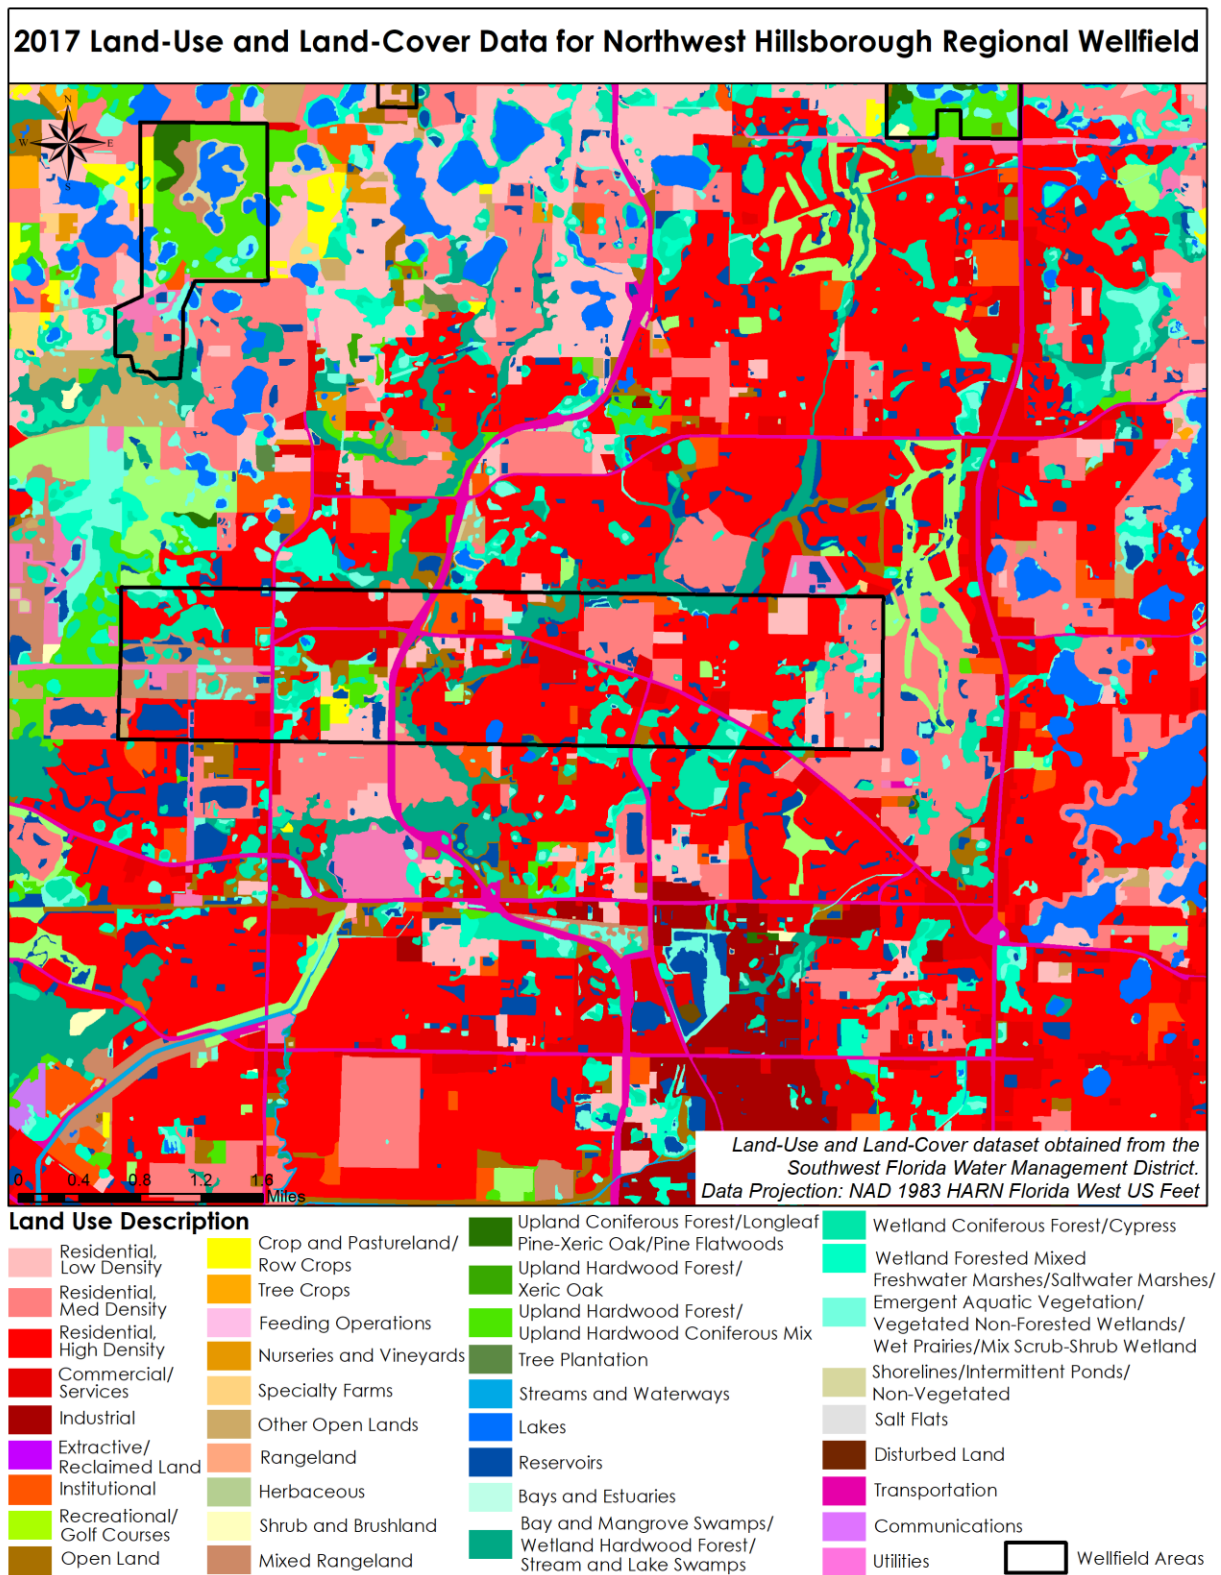 2017 Land-Use and Land-Cover Data for Northwest Hillsborough Regional Wellfield
N
W
E
S
0
0.4
0.8
1.2
1.6
Miles
Land-Use and Land-Cover dataset obtained from the
Southwest Florida Water Management District.
Data Projection: NAD 1983 HARN Florida West US Feet
Land Use Description
Residential,
Low Density
Residential,
Med Density
Residential,
High Density
Commercial/
Services
Industrial
Extractive/
Reclaimed Land
Institutional
Recreational/
Golf Courses
Open Land
Crop and Pastureland/
Row Crops
Tree Crops
Feeding Operations
Nurseries and Vineyards
Specialty Farms
Other Open Lands
Rangeland
Herbaceous
Shrub and Brushland
Mixed Rangeland
Upland Coniferous Forest/Longleaf
Pine-Xeric Oak/Pine Flatwoods
Upland Hardwood Forest/
Xeric Oak
Upland Hardwood Forest/
Upland Hardwood Coniferous Mix
Tree Plantation
Streams and Waterways
Lakes
Reservoirs
Bays and Estuaries
Bay and Mangrove Swamps/
Wetland Hardwood Forest/
Stream and Lake Swamps
Wetland Coniferous Forest/Cypress
Wetland Forested Mixed
Freshwater Marshes/Saltwater Marshes/
Emergent Aquatic Vegetation/
Vegetated Non-Forested Wetlands/
Wet Prairies/Mix Scrub-Shrub Wetland
Shorelines/Intermittent Ponds/
Non-Vegetated
Salt Flats
Disturbed Land
Transportation
Communications
Utilities
Wellfield Areas